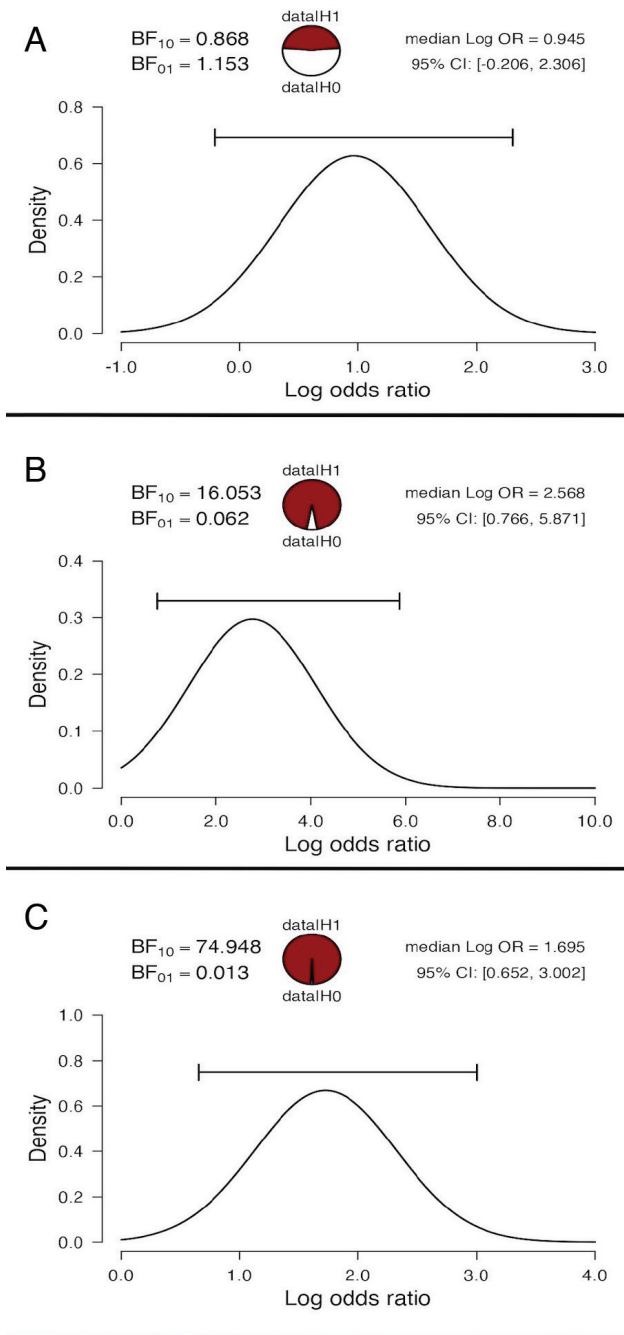 A
BF10 = 0.868
BF01 = 1.153
data|H1
data|H0
median Log OR = 0.945
95% CI: [-0.206, 2.306]
0.8
0.6
0.4
0.2
0.0
Density
-1.0 0.0 1.0 2.0 3.0
Log odds ratio
B
BF10 = 16.053
BF01 = 0.062
data|H1
data|H0
median Log OR = 2.568
95% CI: [0.766, 5.871]
0.4
0.3
0.2
0.1
0.0
Density
0.0 2.0 4.0 6.0 8.0 10.0
Log odds ratio
C
BF10 = 74.948
BF01 = 0.013
data|H1
data|H0
median Log OR = 1.695
95% CI: [0.652, 3.002]
1.0
0.8
0.6
0.4
0.2
0.0
Density
0.0 1.0 2.0 3.0 4.0
Log odds ratio